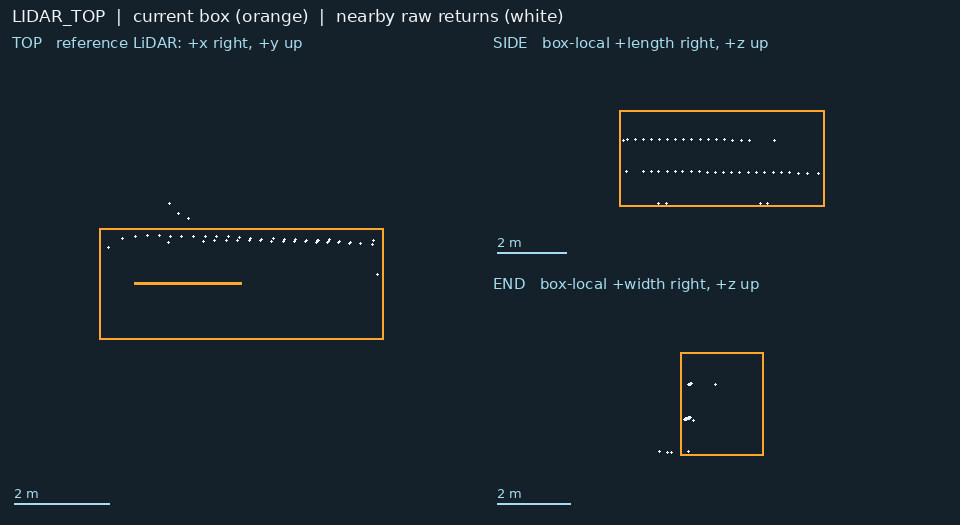 LIDAR_TOP | current box (orange) | nearby raw returns (white)
TOP reference LiDAR: +x right, +y up
SIDE box-local +length right, +z up
2 m
END box-local +width right, +z up
2 m
2 m